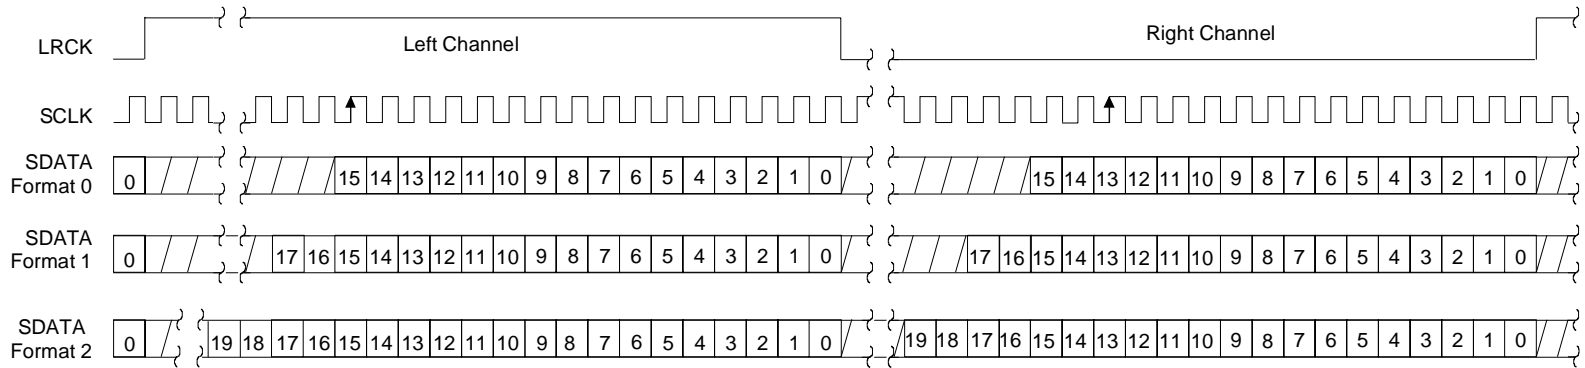 LRCK Left Channel Right Channel
SCLK
SDATA
Format 0 0 15 14 13 12 11 10 9 8 7 6 5 4 3 2 1 0 15 14 13 12 11 10 9 8 7 6 5 4 3 2 1 0
SDATA
Format 1 0 17 16 15 14 13 12 11 10 9 8 7 6 5 4 3 2 1 0 17 16 15 14 13 12 11 10 9 8 7 6 5 4 3 2 1 0
SDATA
Format 2 0 19 18 17 16 15 14 13 12 11 10 9 8 7 6 5 4 3 2 1 0 19 18 17 16 15 14 13 12 11 10 9 8 7 6 5 4 3 2 1 0